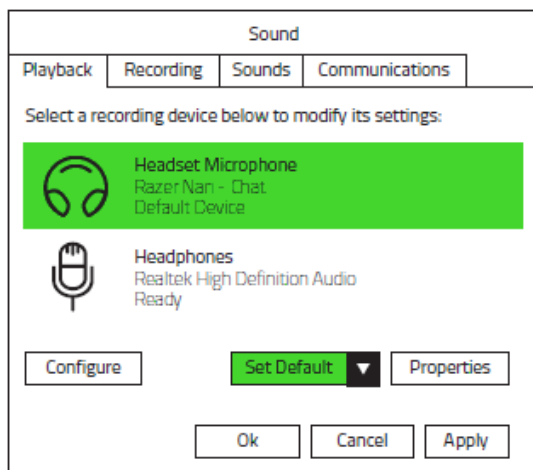 Sound
Playback Recording Sounds Communications
Select a recording device below to modify its settings:
Headset Microphone
Razer Nari - Chat
Default Device
Headphones
Realtek High Definition Audio
Ready
Configure Set Default Properties
Ok Cancel Apply